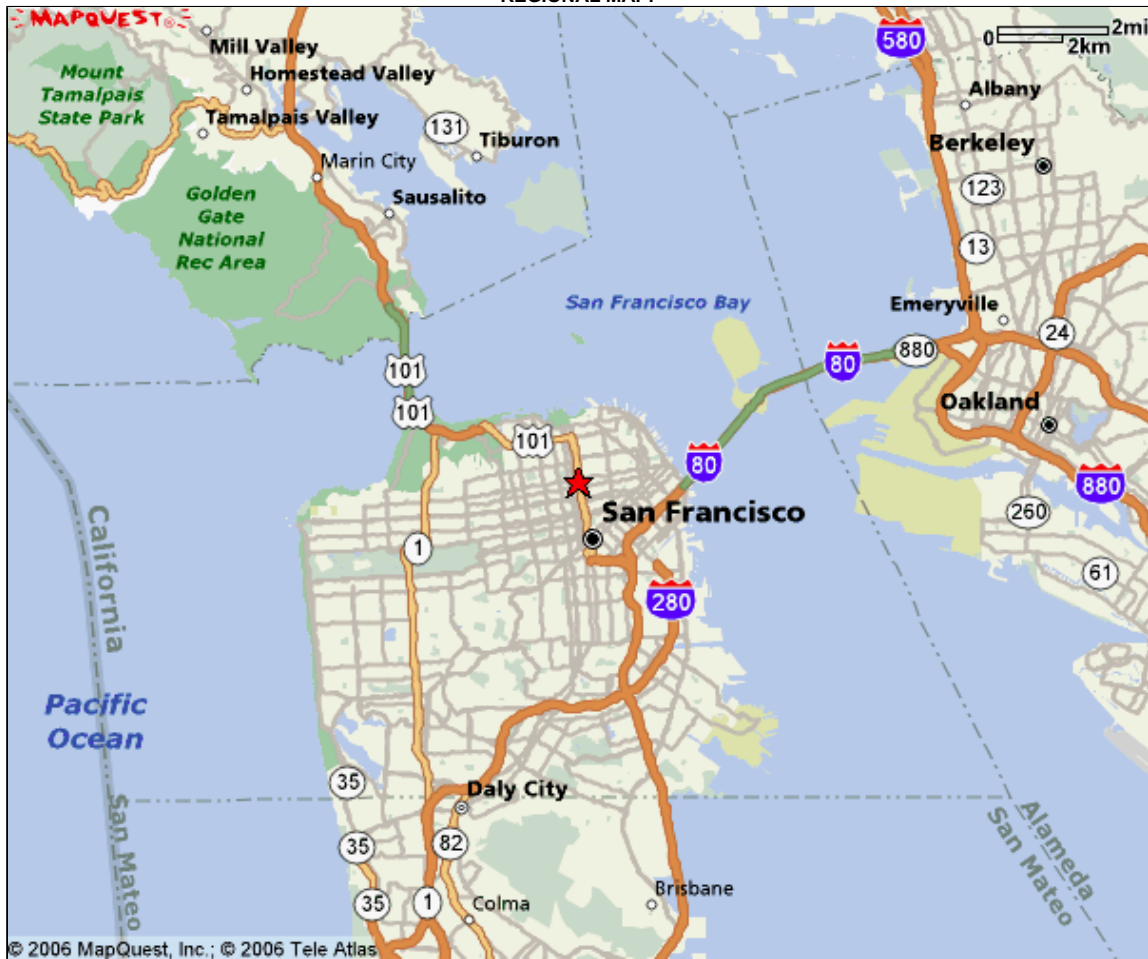 REGIONAL MAP:
MAPQUEST
580
0 2mi
2km
Mill Valley
Mount
Tamalpais
State Park
Homestead Valley
Albany
Tamalpais Valley
131
Tiburon
Berkeley
Marin City
Golden
Gate
National
Rec Area
Sausalito
123
13
San Francisco Bay
Emeryville
24
880
80
101
101
Oakland
101
80
880
San Francisco
260
California
1
61
280
Pacific
Ocean
35
Daly City
San Mateo
Alameda
San Mateo
35
82
35
1
Colma
Brisbane
© 2006 MapQuest, Inc.; © 2006 Tele Atlas